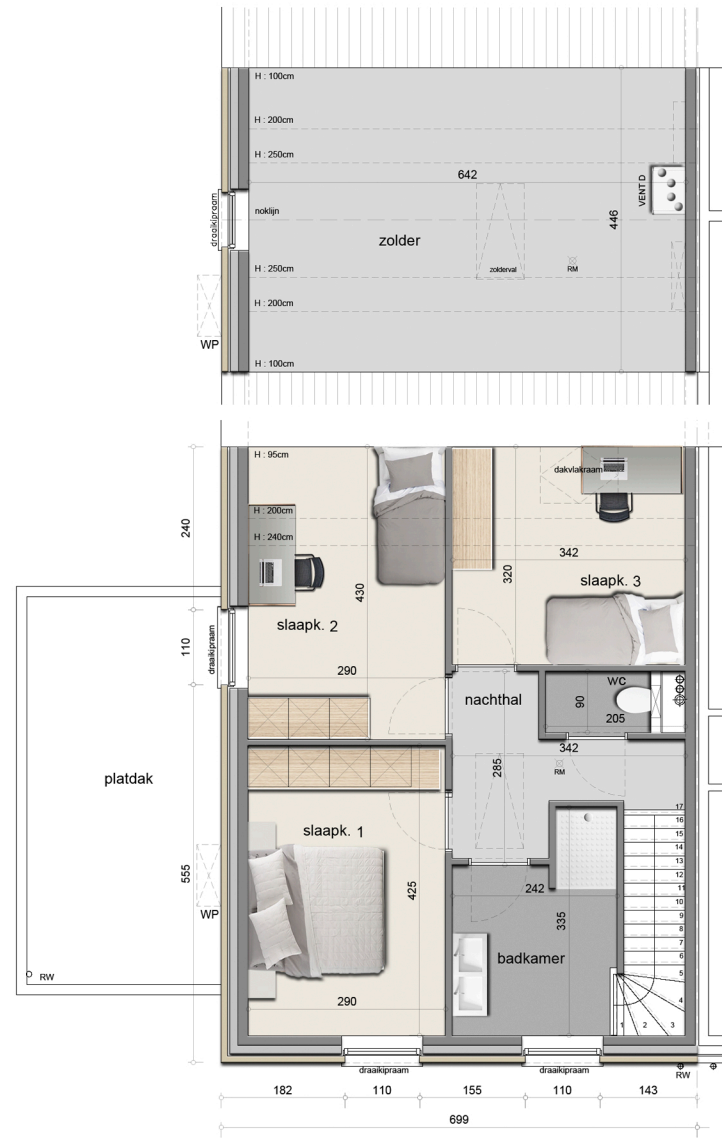 H : 100cm
H : 200cm
H : 250cm
642
VENT D
draaikipraam
noklijn
446
zolder
H : 250cm
zolderval
RM
H : 200cm
WP
H : 100cm
H : 95cm
dakvlakraam
240
H : 200cm
H : 240cm
342
320
slaapk. 3
430
slaapk. 2
110
draaikipraam
290
wc
nachthal
90
205
342
285
RM
platdak
17
16
slaapk. 1
15
14
13
555
12
425
242
11
10
WP
335
9
8
7
badkamer
6
5
RW
4
290
1
2
3
draaikipraam
draaikipraam
RW
182
110
155
110
143
699